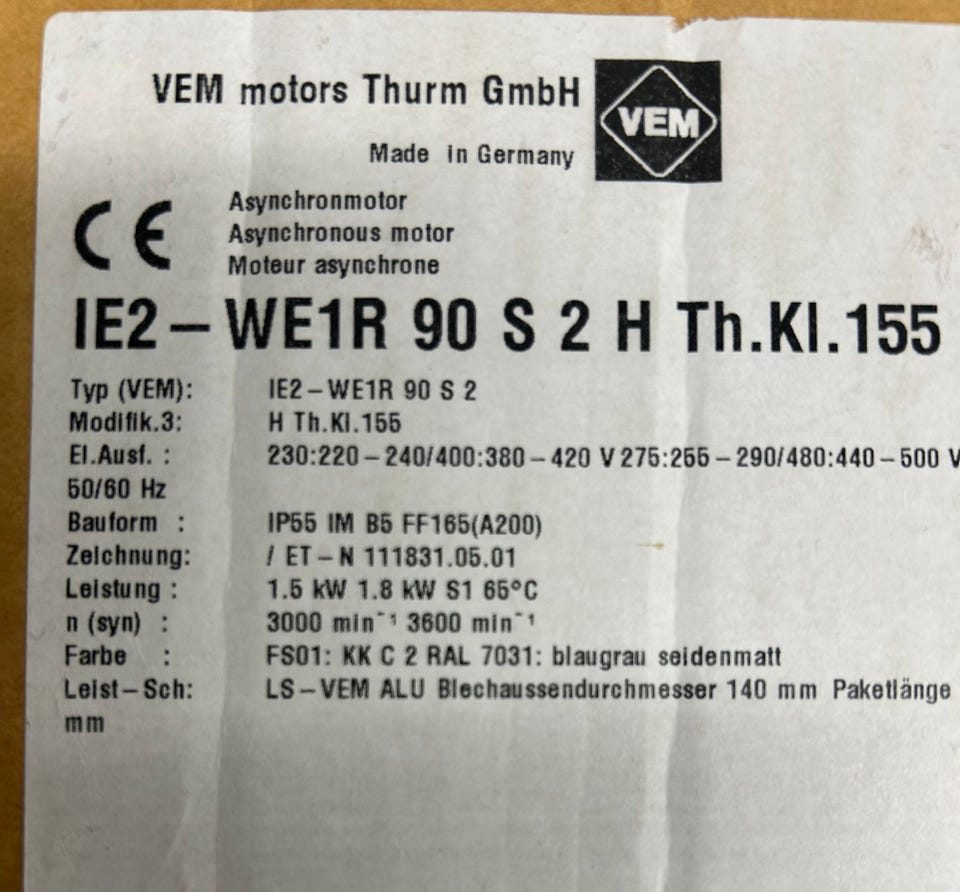 VEM motors Thurm GmbH
VEM
Made in Germany
CE
Asynchronmotor
Asynchronous motor
Moteur asynchrone
IE2-WE1R 90 S 2 H Th.Kl.155
Typ (VEM): IE2-WE1R 90 S 2
Modifik.3: H Th.Kl.155
El.Ausf. : 230:220-240/400:380-420 V 275:255-290/480:440-500 V
50/60 Hz
Bauform : IP55 IM B5 FF165(A200)
Zeichnung: / ET-N 111831.05.01
Leistung : 1.5 kW 1.8 kW S1 65°C
n (syn) : 3000 min⁻¹ 3600 min⁻¹
Farbe : FS01: KK C 2 RAL 7031: blaugrau seidenmatt
Leist-Sch: LS-VEM ALU Blechaussendurchmesser 140 mm Paketlänge
mm